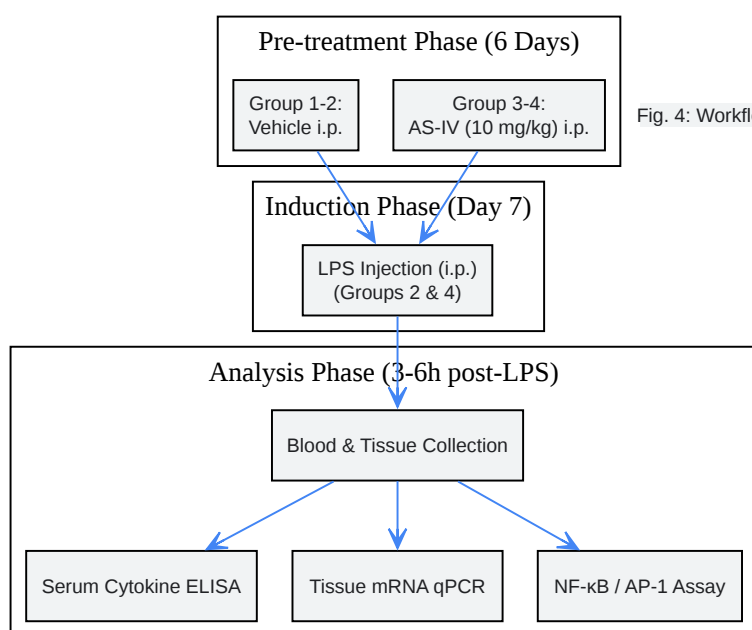 Pre-treatment Phase (6 Days)
Group 1-2:
Vehicle i.p.
Group 3-4:
AS-IV (10 mg/kg) i.p.
Fig. 4:
Induction Phase (Day 7)
LPS Injection (i.p.)
(Groups 2 & 4)
Analysis Phase (3-6h post-LPS)
Blood & Tissue Collection
Serum Cytokine ELISA
Tissue mRNA qPCR
NF-κB / AP-1 Assay